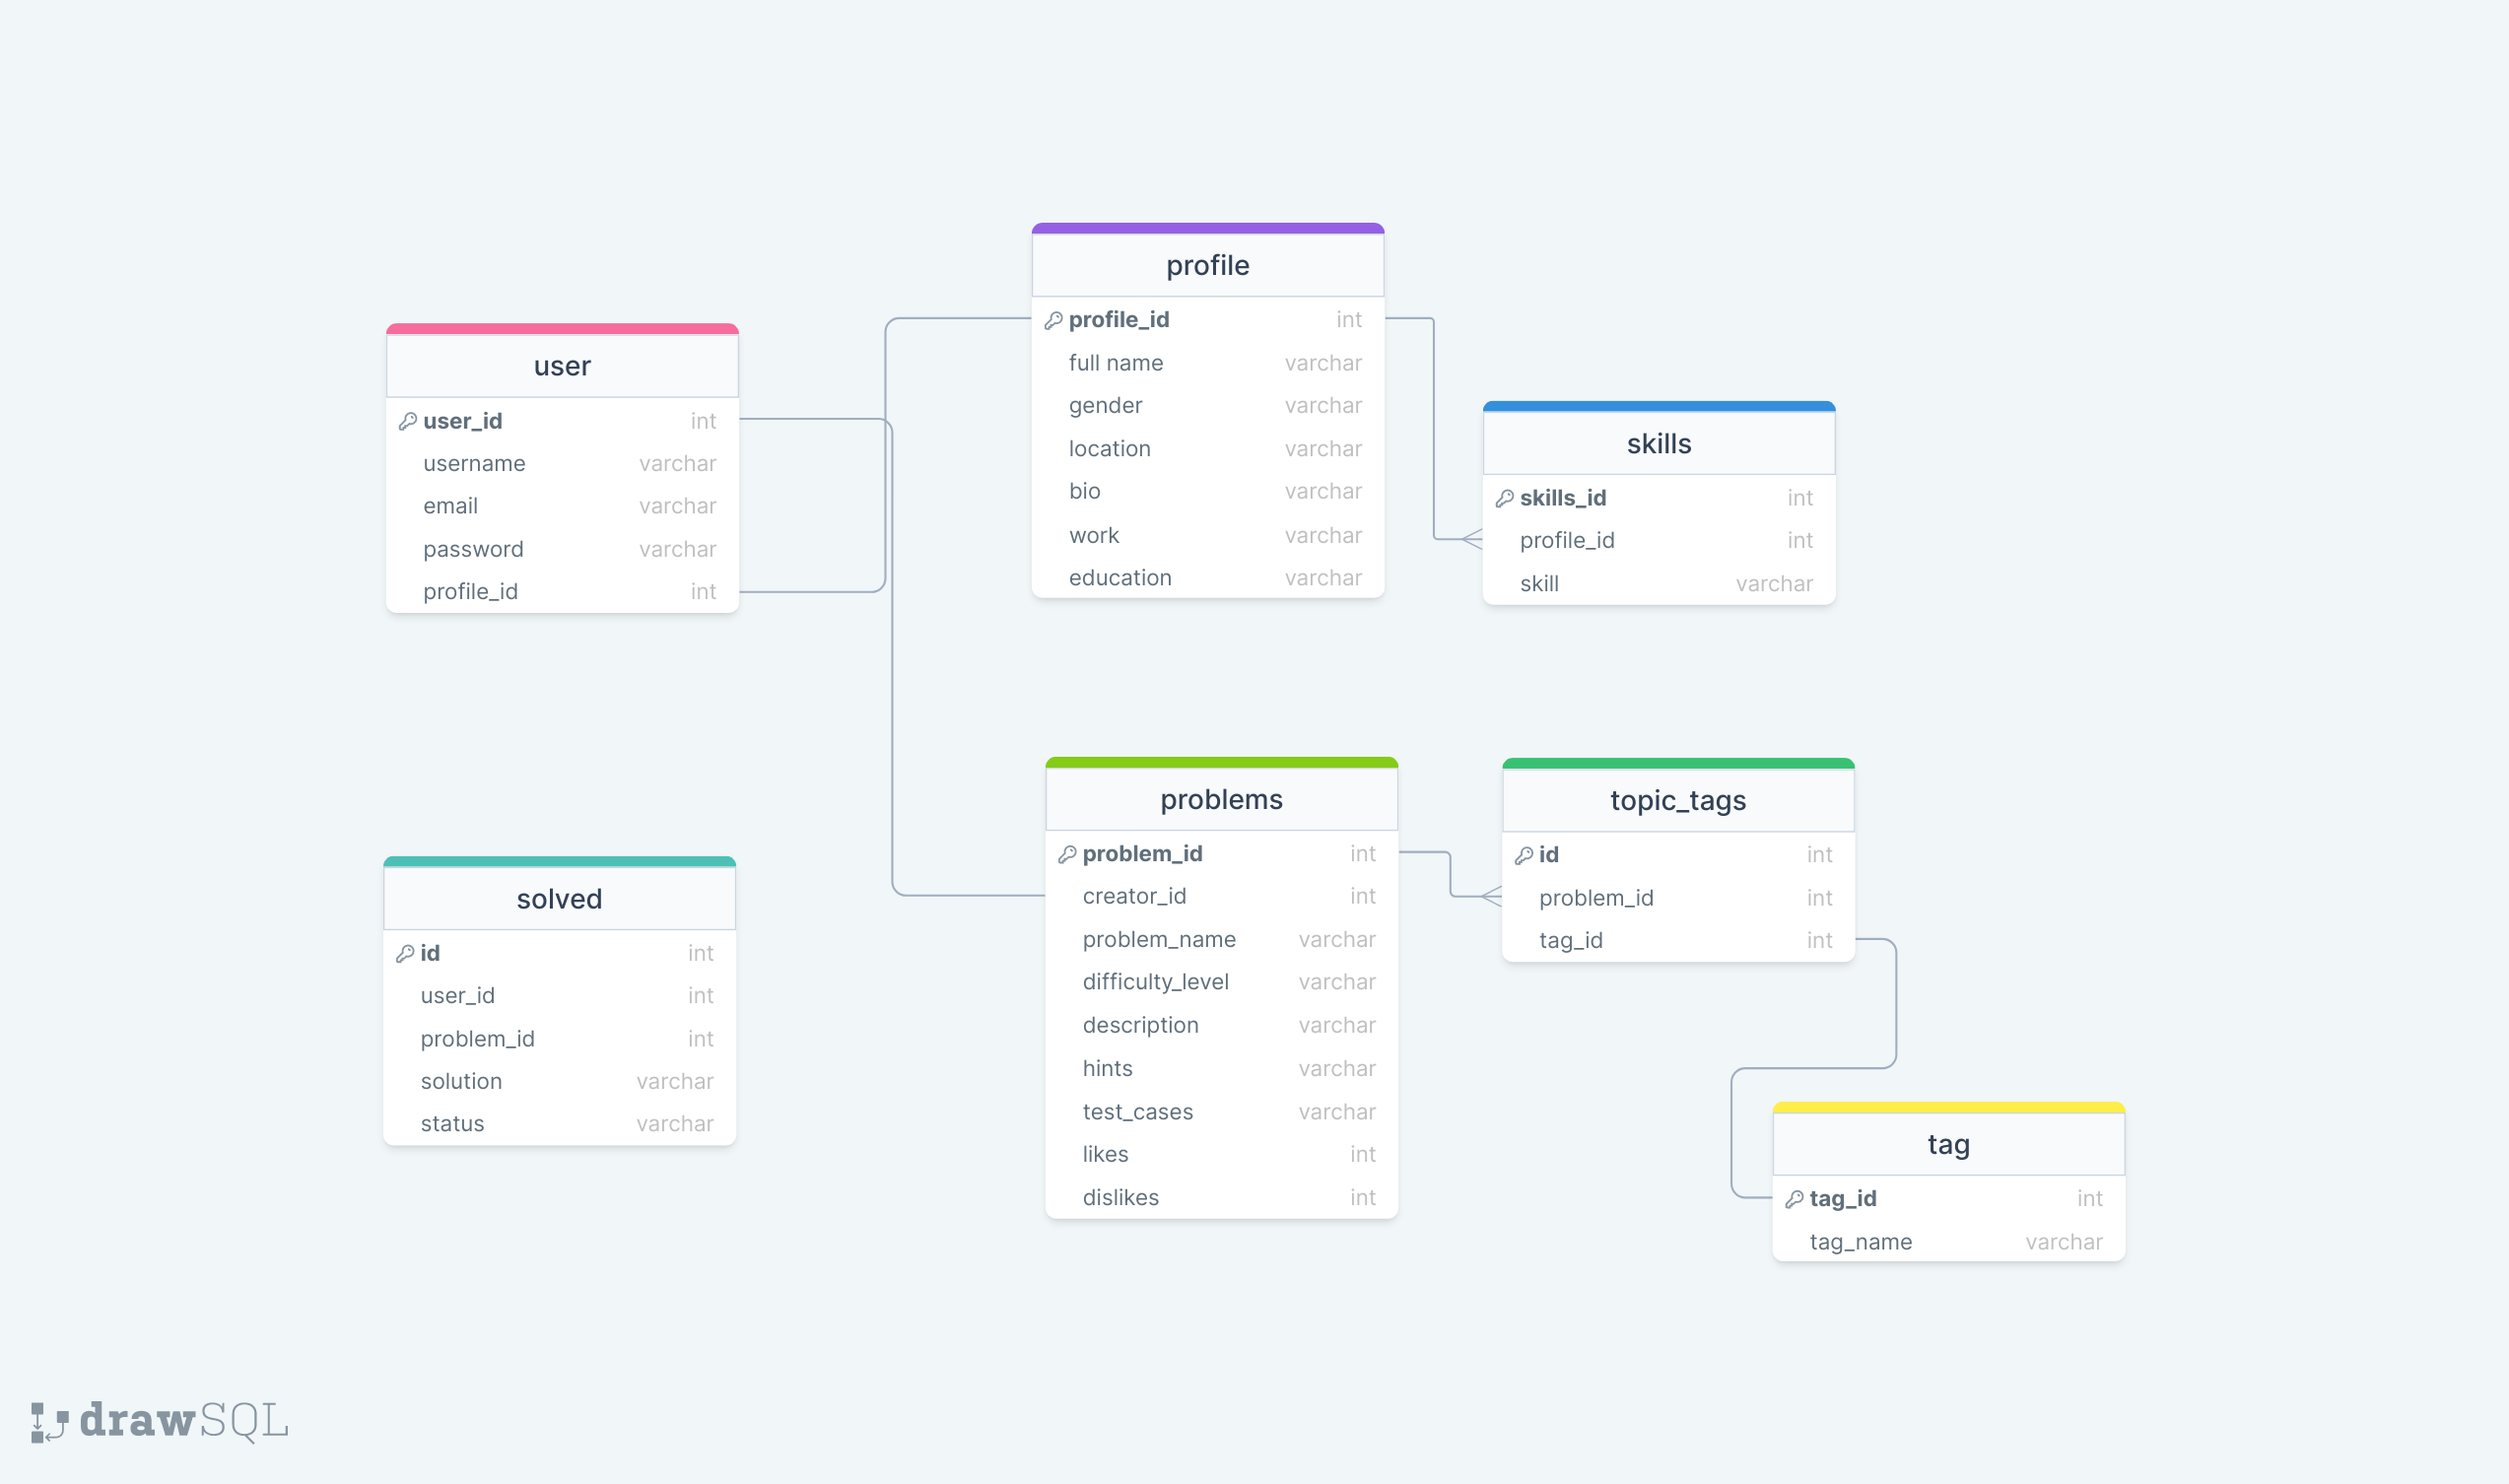 user
user_id int
username varchar
email varchar
password varchar
profile_id int
profile
profile_id int
full name varchar
gender varchar
location varchar
bio varchar
work varchar
education varchar
skills
skills_id int
profile_id int
skill varchar
solved
id int
user_id int
problem_id int
solution varchar
status varchar
problems
problem_id int
creator_id int
problem_name varchar
difficulty_level varchar
description varchar
hints varchar
test_cases varchar
likes int
dislikes int
topic_tags
id int
problem_id int
tag_id int
tag
tag_id int
tag_name varchar
drawSQL